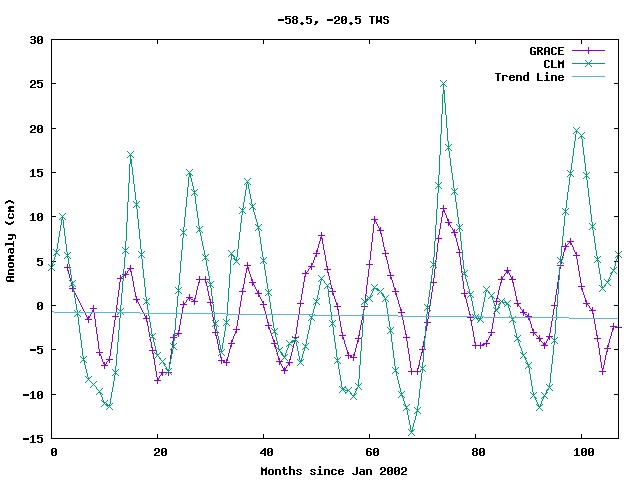 -58.5, -20.5 TWS
GRACE
CLM
Trend Line
Anomaly (cm)
30
25
20
15
10
5
0
-5
-10
-15
0 20 40 60 80 100
Months since Jan 2002